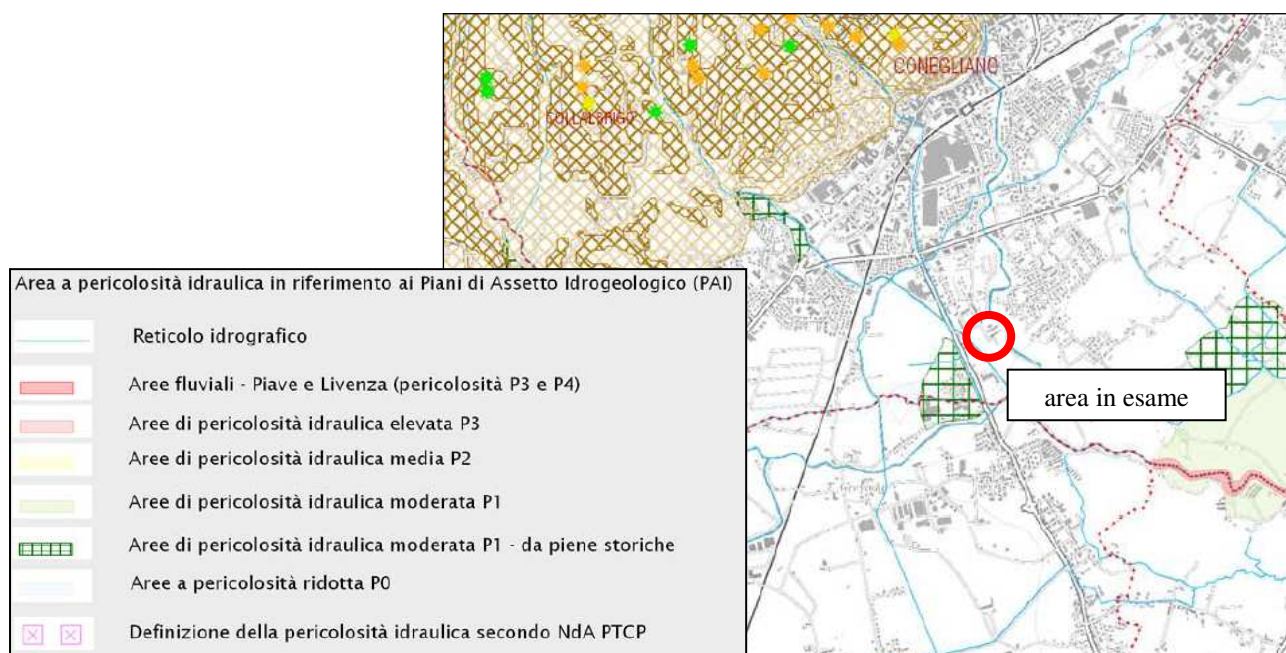 CONEGLIANO
COLLALBRIGO
Area a pericolosità idraulica in riferimento ai Piani di Assetto Idrogeologico (PAI)
Reticolo idrografico
Aree fluviali - Piave e Livenza (pericolosità P3 e P4)
Aree di pericolosità idraulica elevata P3
Aree di pericolosità idraulica media P2
Aree di pericolosità idraulica moderata P1
Aree di pericolosità idraulica moderata P1 - da piene storiche
Aree a pericolosità ridotta P0
Definizione della pericolosità idraulica secondo NdA PTCP
area in esame